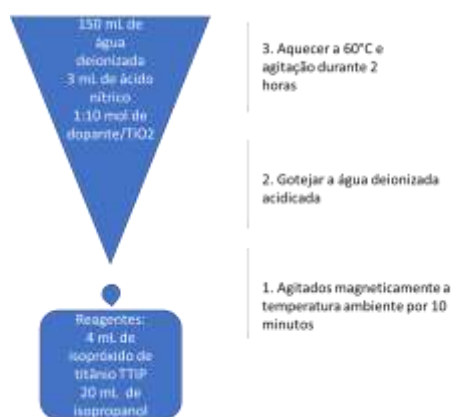 150 mL de
água
deionizada
3 mL de ácido
nítrico
1:10 mol de
dopante/TiO2
3. Aquecer a 60°C e
agitação durante 2
horas
2. Gotejar a água deionizada
acidicada
1. Agitados magneticamente a
temperatura ambiente por 10
minutos
Reagentes:
4 mL de
isopróxido de
titânio TTIP
20 mL de
isopropanol